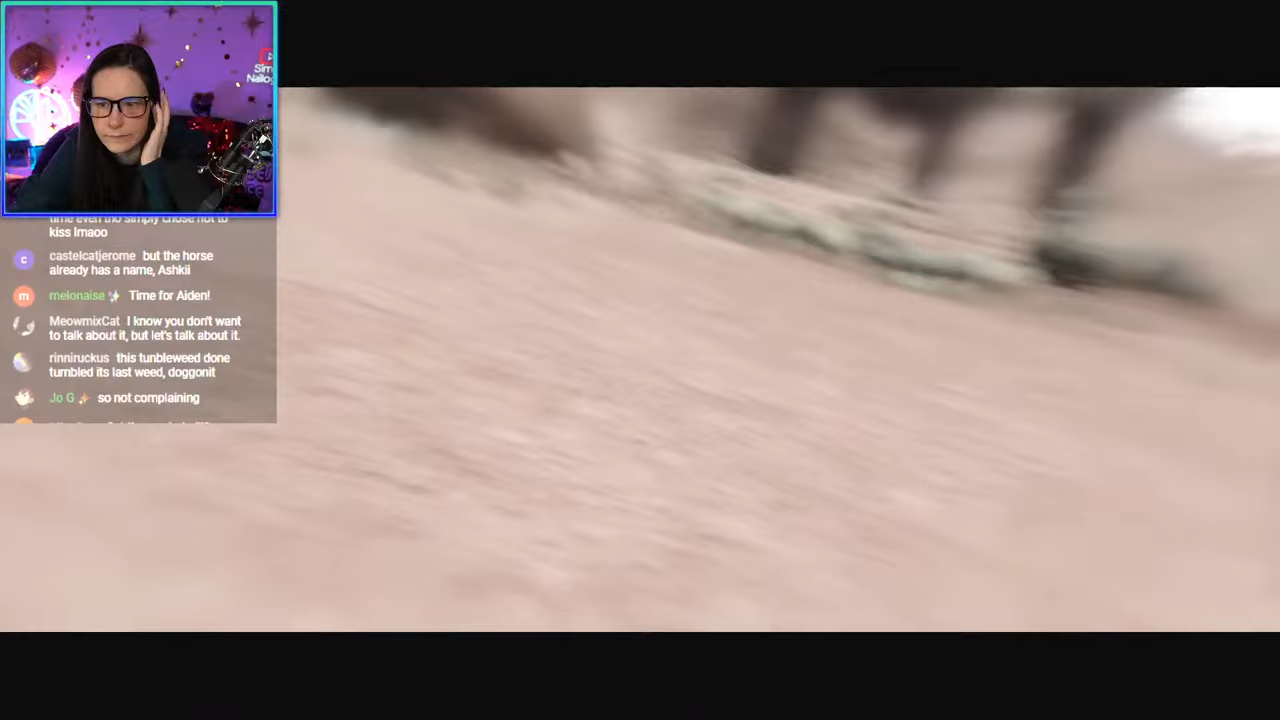 Sim
Nailog
time even tho simply chose not to
kiss lmaoo
castelcatjerome but the horse
already has a name, Ashkii
melonaise Time for Aiden!
MeowmixCat I know you don't want
to talk about it, but let's talk about it.
rinniruckus this tunbleweed done
tumbled its last weed, doggonit
Jo G so not complaining